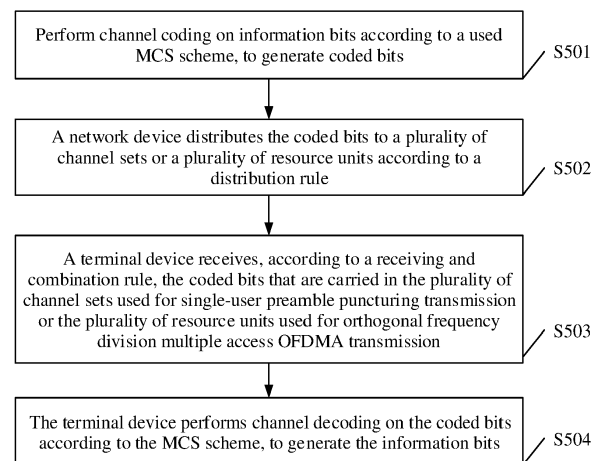 Perform channel coding on information bits according to a used
MCS scheme, to generate coded bits
S501
A network device distributes the coded bits to a plurality of
channel sets or a plurality of resource units according to a
distribution rule
S502
A terminal device receives, according to a receiving and
combination rule, the coded bits that are carried in the plurality of
channel sets used for single-user preamble puncturing transmission
or the plurality of resource units used for orthogonal frequency
division multiple access OFDMA transmission
S503
The terminal device performs channel decoding on the coded bits
according to the MCS scheme, to generate the information bits
S504